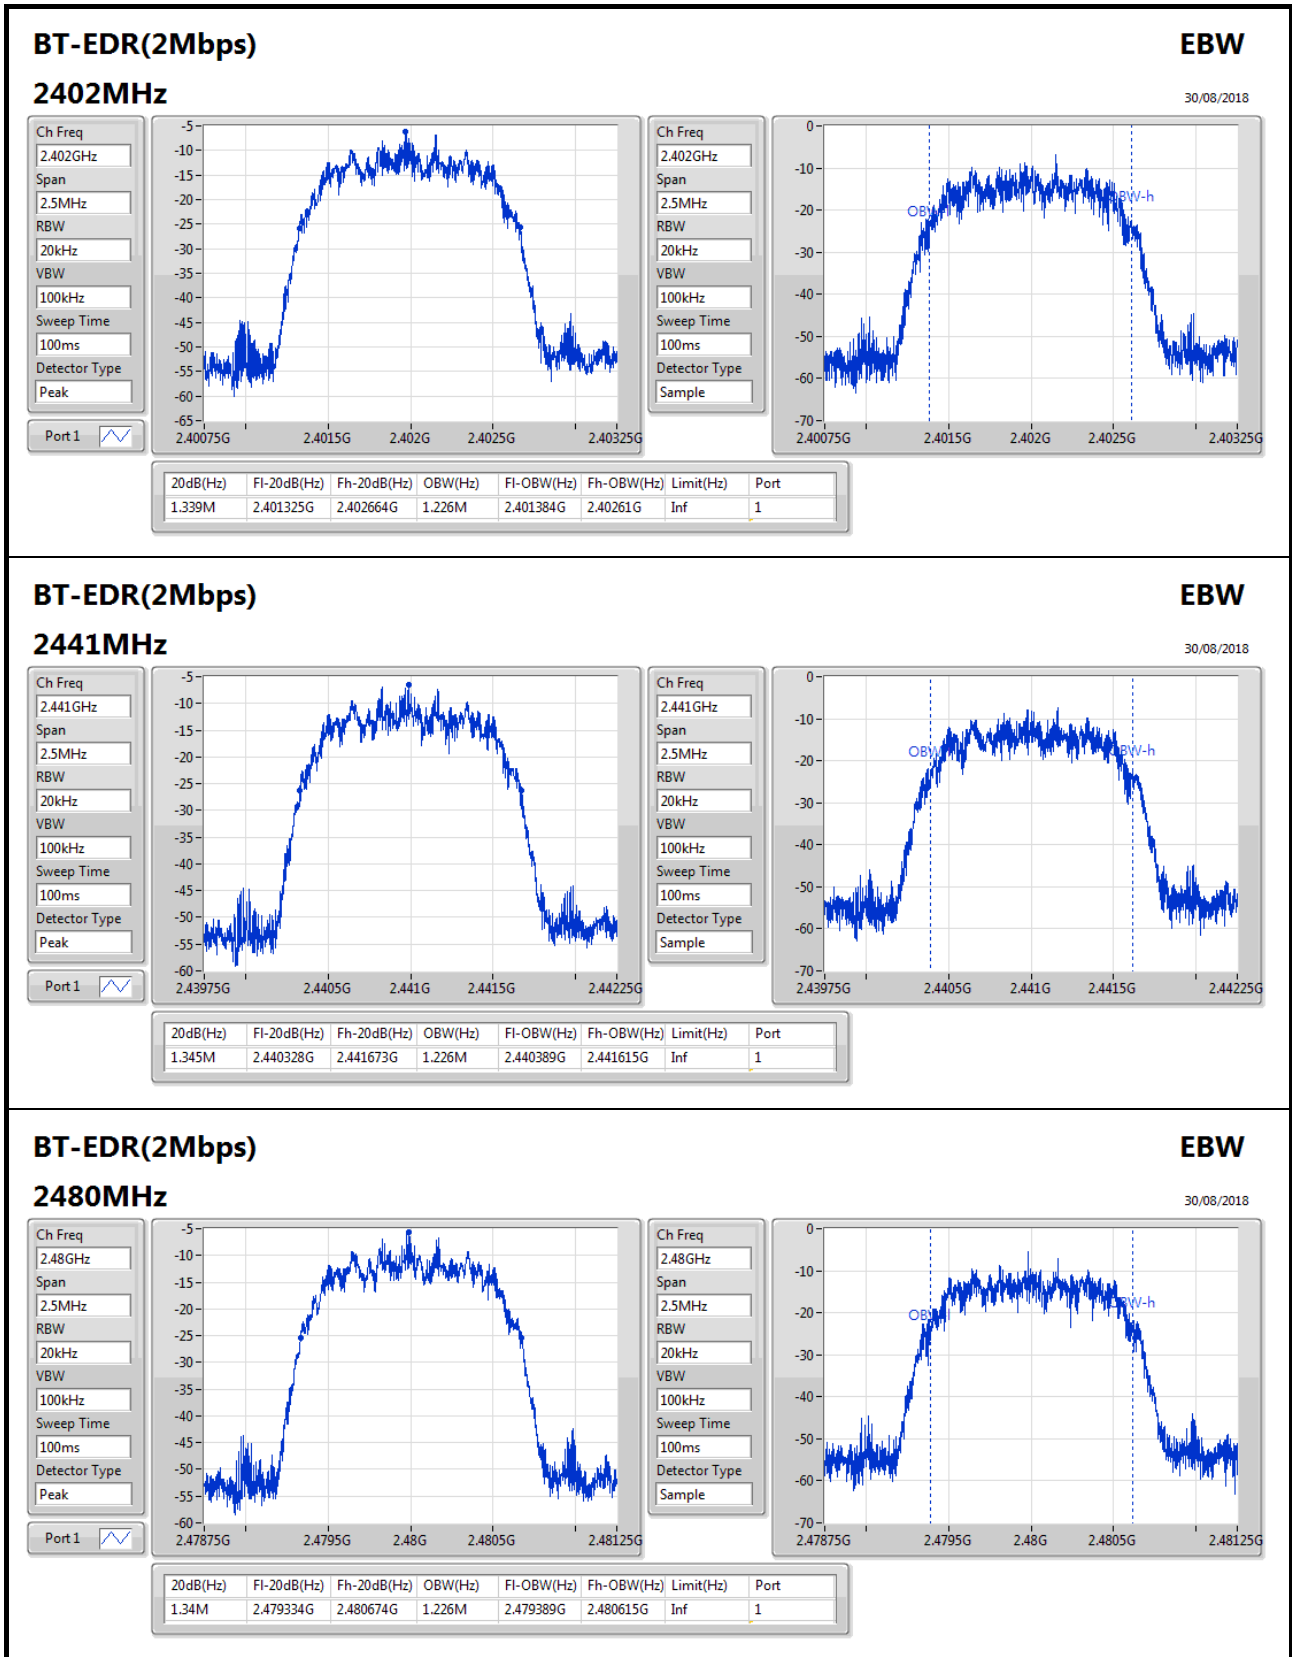 BT-EDR(2Mbps) EBW
2402MHz
30/08/2018
Ch Freq
2.402GHz
Span
2.5MHz
RBW
20kHz
VBW
100kHz
Sweep Time
100ms
Detector Type
Peak
Port 1
-5
-10
-15
-20
-25
-30
-35
-40
-45
-50
-55
-60
-65
2.40075G 2.4015G 2.402G 2.4025G 2.40325G
Ch Freq
2.402GHz
Span
2.5MHz
RBW
20kHz
VBW
100kHz
Sweep Time
100ms
Detector Type
Sample
0
-10
-20
-30
-40
-50
-60
-70
OBW-h
2.40075G 2.4015G 2.402G 2.4025G 2.40325G
20dB(Hz) Fl-20dB(Hz) Fh-20dB(Hz) OBW(Hz) Fl-OBW(Hz) Fh-OBW(Hz) Limit(Hz) Port
1.339M 2.401325G 2.402664G 1.226M 2.401384G 2.40261G Inf 1
BT-EDR(2Mbps) EBW
2441MHz
30/08/2018
Ch Freq
2.441GHz
Span
2.5MHz
RBW
20kHz
VBW
100kHz
Sweep Time
100ms
Detector Type
Peak
Port 1
-5
-10
-15
-20
-25
-30
-35
-40
-45
-50
-55
-60
2.43975G 2.4405G 2.441G 2.4415G 2.44225G
Ch Freq
2.441GHz
Span
2.5MHz
RBW
20kHz
VBW
100kHz
Sweep Time
100ms
Detector Type
Sample
0
-10
-20
-30
-40
-50
-60
-70
OBW-h
2.43975G 2.4405G 2.441G 2.4415G 2.44225G
20dB(Hz) Fl-20dB(Hz) Fh-20dB(Hz) OBW(Hz) Fl-OBW(Hz) Fh-OBW(Hz) Limit(Hz) Port
1.345M 2.440328G 2.441673G 1.226M 2.440389G 2.441615G Inf 1
BT-EDR(2Mbps) EBW
2480MHz
30/08/2018
Ch Freq
2.48GHz
Span
2.5MHz
RBW
20kHz
VBW
100kHz
Sweep Time
100ms
Detector Type
Peak
Port 1
-5
-10
-15
-20
-25
-30
-35
-40
-45
-50
-55
-60
2.47875G 2.4795G 2.48G 2.4805G 2.48125G
Ch Freq
2.48GHz
Span
2.5MHz
RBW
20kHz
VBW
100kHz
Sweep Time
100ms
Detector Type
Sample
0
-10
-20
-30
-40
-50
-60
-70
OBW-h
2.47875G 2.4795G 2.48G 2.4805G 2.48125G
20dB(Hz) Fl-20dB(Hz) Fh-20dB(Hz) OBW(Hz) Fl-OBW(Hz) Fh-OBW(Hz) Limit(Hz) Port
1.34M 2.479334G 2.480674G 1.226M 2.479389G 2.480615G Inf 1